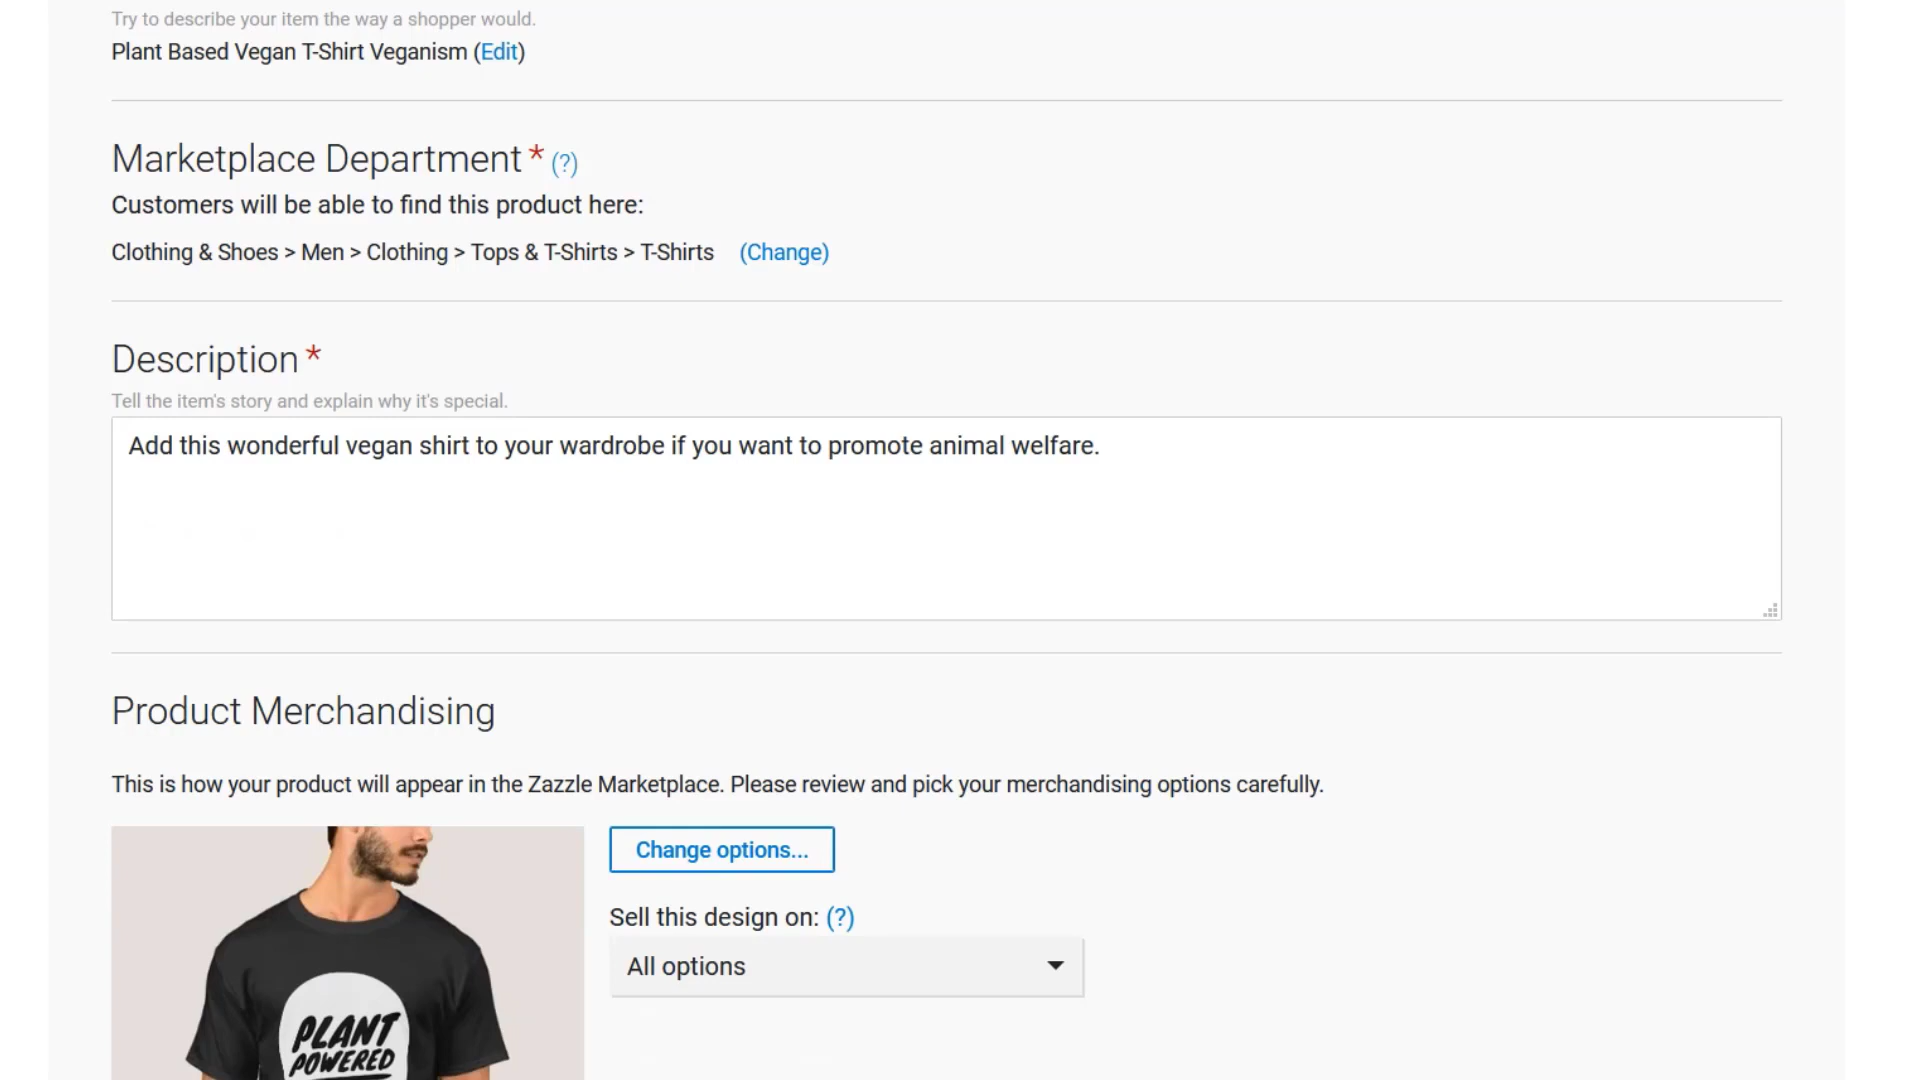 Try to describe your item the way a shopper would.
Plant Based Vegan T-Shirt Veganism (Edit)
Marketplace Department * (?)
Customers will be able to find this product here:
Clothing & Shoes > Men > Clothing > Tops & T-Shirts > T-Shirts (Change)
Description *
Tell the item's story and explain why it's special.
Add this wonderful vegan shirt to your wardrobe if you want to promote animal welfare.
Product Merchandising
This is how your product will appear in the Zazzle Marketplace. Please review and pick your merchandising options carefully.
Change options...
Sell this design on: (?)
All options
PLANT
POWERED